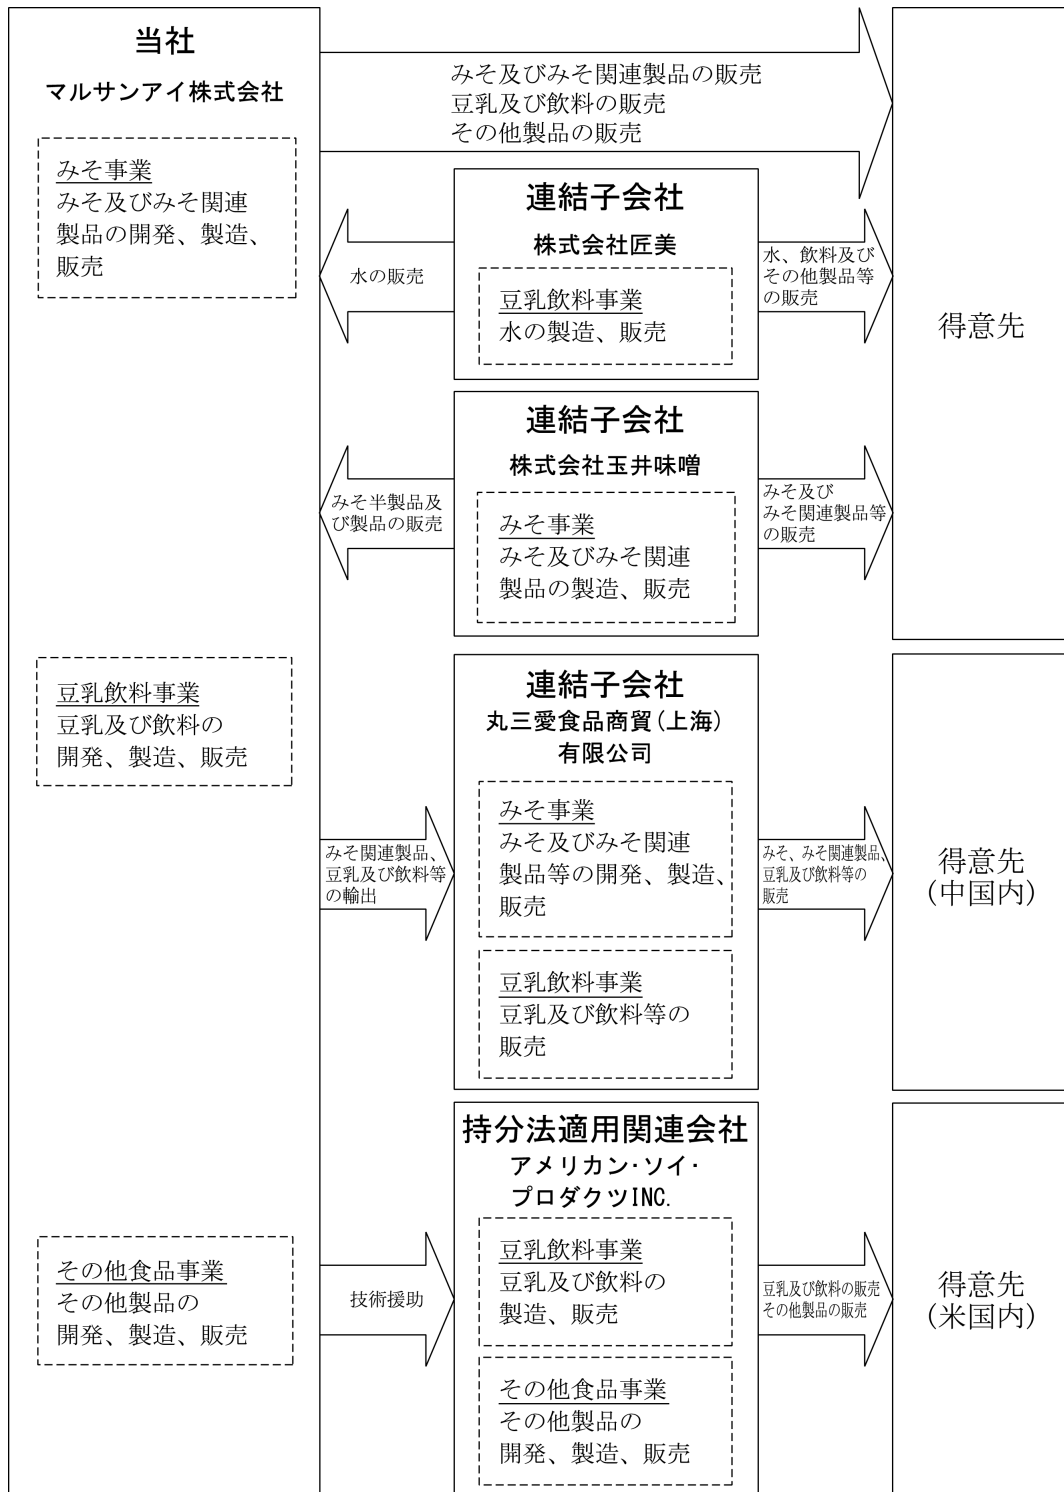 当社
マルサンアイ株式会社
みそ事業
みそ及びみそ関連
製品の開発、製造、
販売
豆乳飲料事業
豆乳及び飲料の
開発、製造、販売
その他食品事業
その他製品の
開発、製造、販売
みそ及びみそ関連製品の販売
豆乳及び飲料の販売
その他製品の販売
水の販売
連結子会社
株式会社匠美
豆乳飲料事業
水の製造、販売
水、飲料及び
その他製品等
の販売
得意先
みそ半製品及
び製品の販売
連結子会社
株式会社玉井味噌
みそ事業
みそ及びみそ関連
製品の製造、販売
みそ及び
みそ関連製品等
の販売
みそ関連製品、
豆乳及び飲料等
の輸出
連結子会社
丸三愛食品商貿(上海)
有限公司
みそ事業
みそ及びみそ関連
製品等の開発、製造、
販売
豆乳飲料事業
豆乳及び飲料等の
販売
みそ、みそ関連製品、
豆乳及び飲料等の
販売
得意先
(中国内)
技術援助
持分法適用関連会社
アメリカン・ソイ・
プロダクツINC.
豆乳飲料事業
豆乳及び飲料の
製造、販売
その他食品事業
その他製品の
開発、製造、販売
豆乳及び飲料の販売
その他製品の販売
得意先
(米国内)